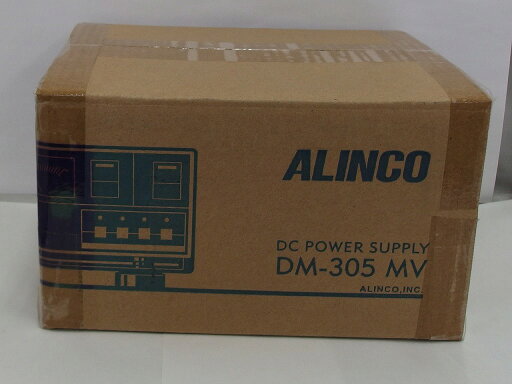 ALINCO
DC POWER SUPPLY
DM-305 MV
ALINCO,INC.